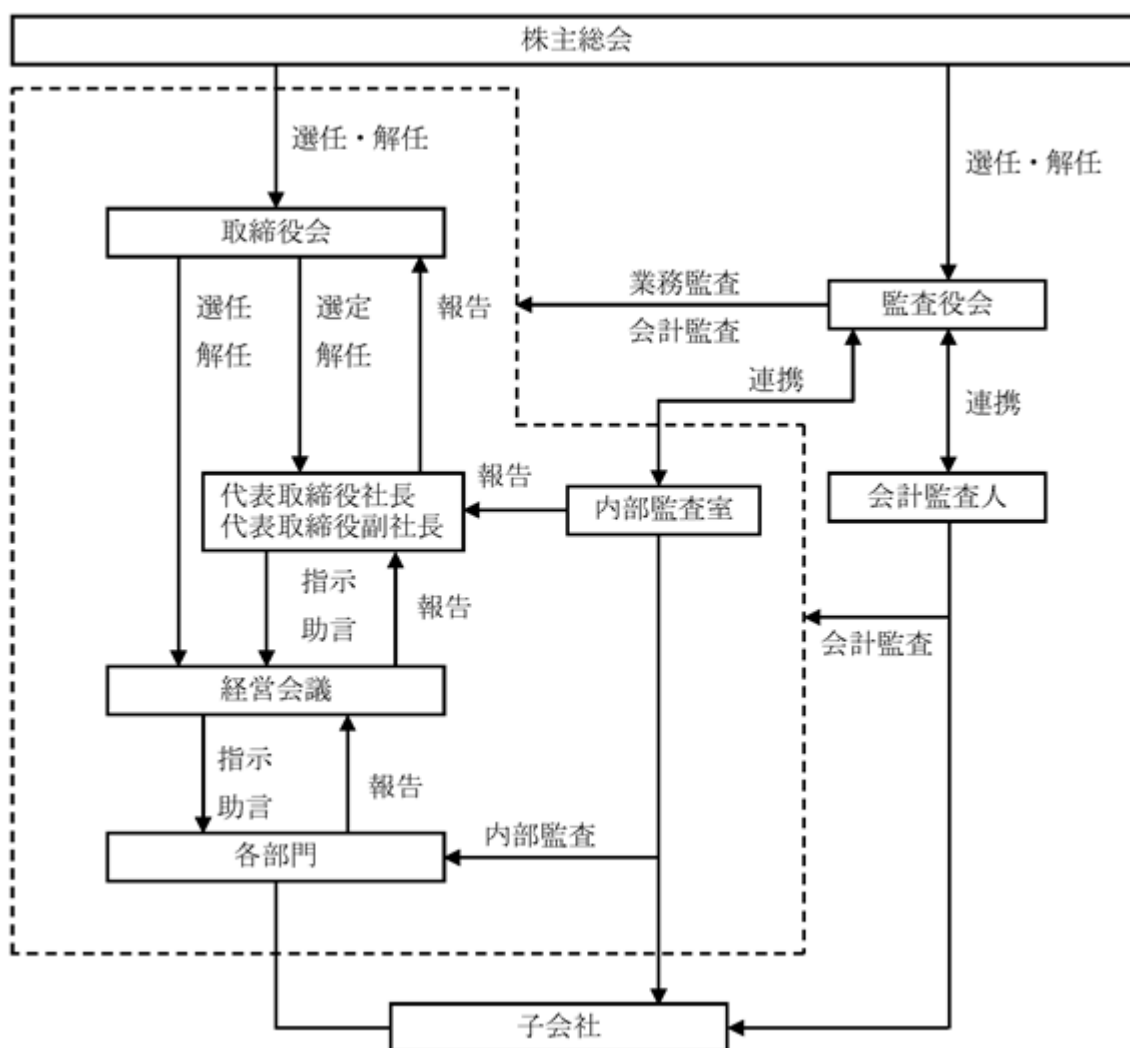 株主総会
選任・解任
選任・解任
取締役会
選任
解任
選定
解任
報告
業務監査
会計監査
監査役会
連携
連携
代表取締役社長
代表取締役副社長
報告
内部監査室
会計監査人
指示
助言
報告
会計監査
経営会議
指示
助言
報告
各部門
内部監査
子会社